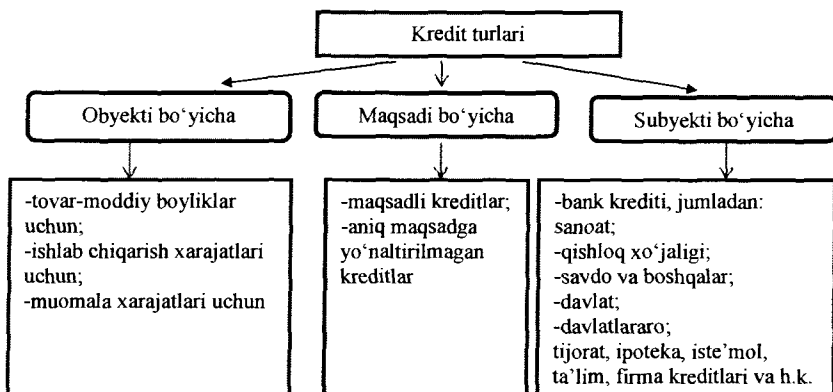 Kredit turlari
Obyekti bo‘yicha
Maqsadi bo‘yicha
Subyekti bo‘yicha
-tovar-moddiy boyliklar
uchun;
-ishlab chiqarish xarajatlari
uchun;
-muomala xarajatlari uchun
-maqsadli kreditlar;
-aniq maqsadga
yo‘naltirilmagan
kreditlar
-bank krediti, jumladan:
sanoat;
-qishloq xo‘jaligi;
-savdo va boshqalar;
-davlat;
-davlatlararo;
tijorat, ipoteka, iste’mol,
ta’lim, firma kreditlari va h.k.